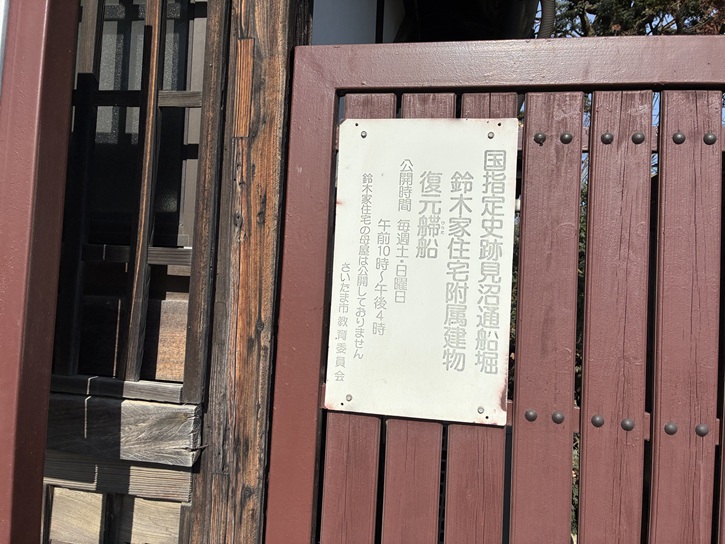 国指定史跡見沼通船堀
鈴木家住宅附属建物
復元艜船
公開時間 毎週土・日曜日
午前10時～午後4時
鈴木家住宅の母屋は公開しておりません
さいたま市教育委員会